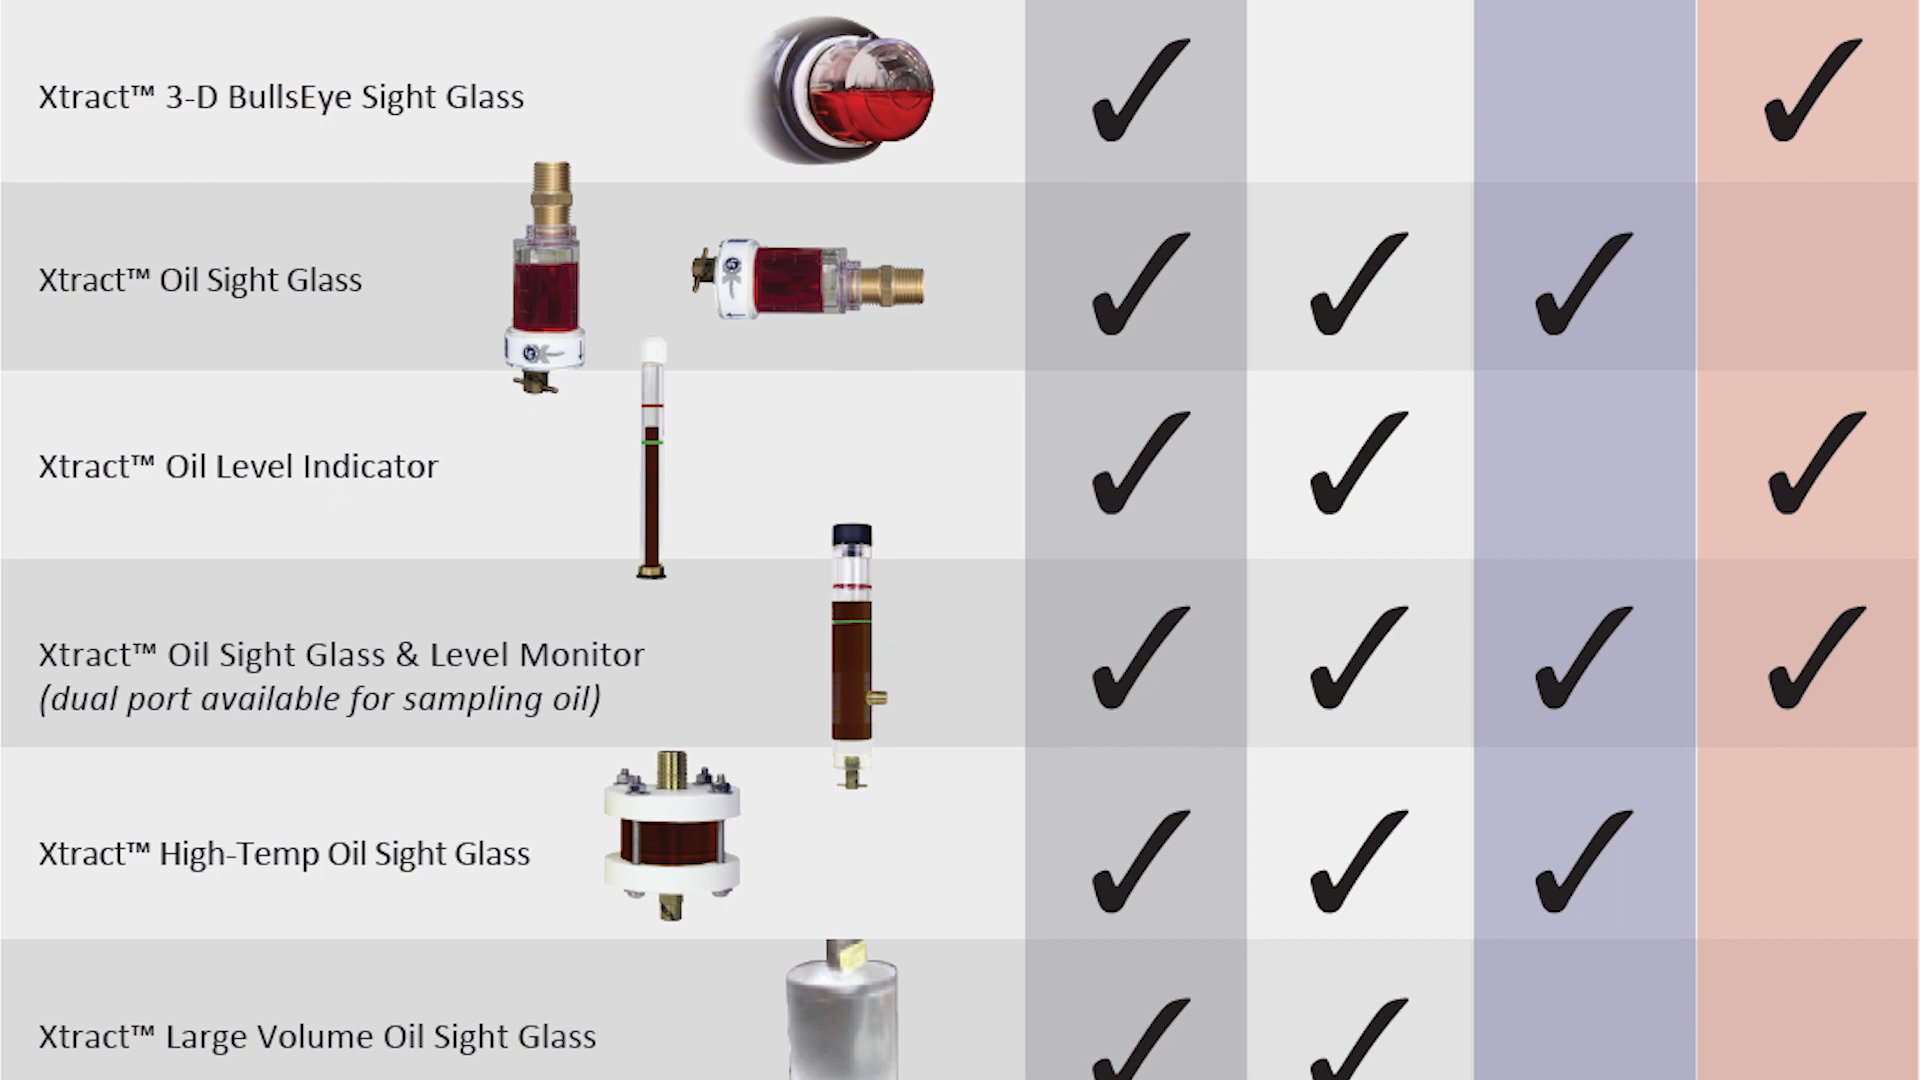 Xtract™ 3-D BullsEye Sight Glass
Xtract™ Oil Sight Glass
Xtract™ Oil Level Indicator
Xtract™ Oil Sight Glass & Level Monitor
(dual port available for sampling oil)
Xtract™ High-Temp Oil Sight Glass
Xtract™ Large Volume Oil Sight Glass